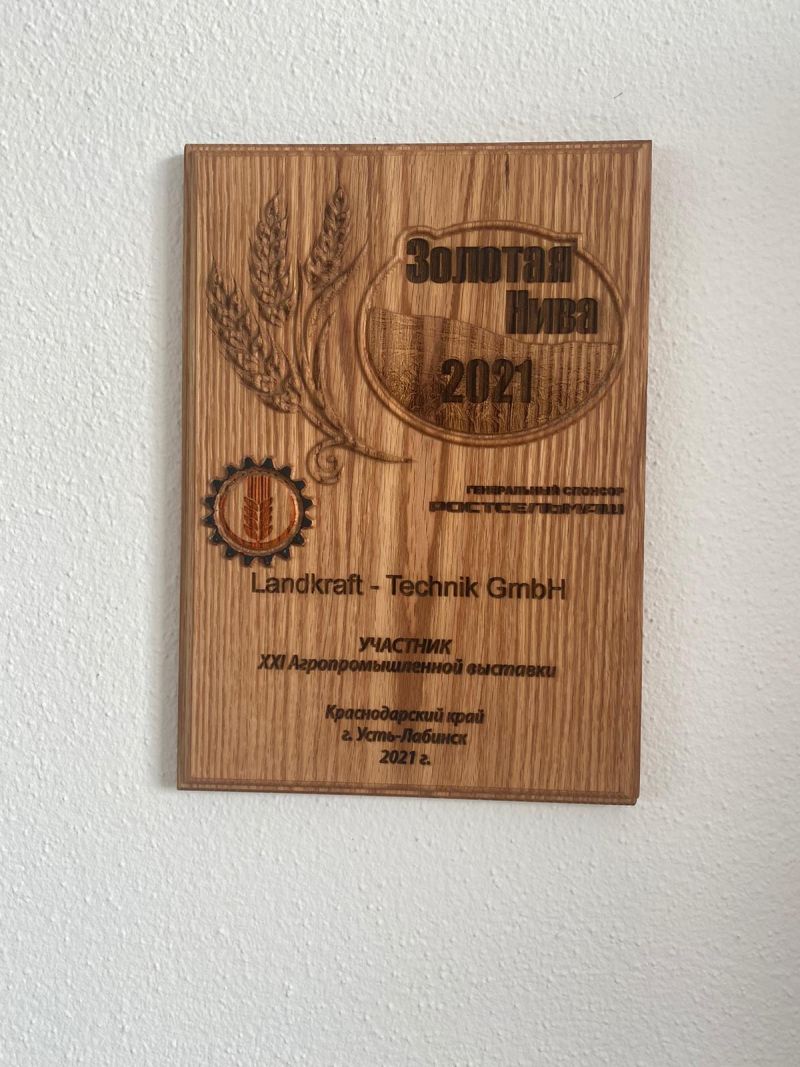 Золотая
Нива
2021
ГЕНЕРАЛЬНЫЙ СПОНСОР
РОСТСЕЛЬМАШ
Landkraft - Technik GmbH
УЧАСТНИК
XXI Агропромышленной выставки
Краснодарский край
г. Усть-Лабинск
2021 г.